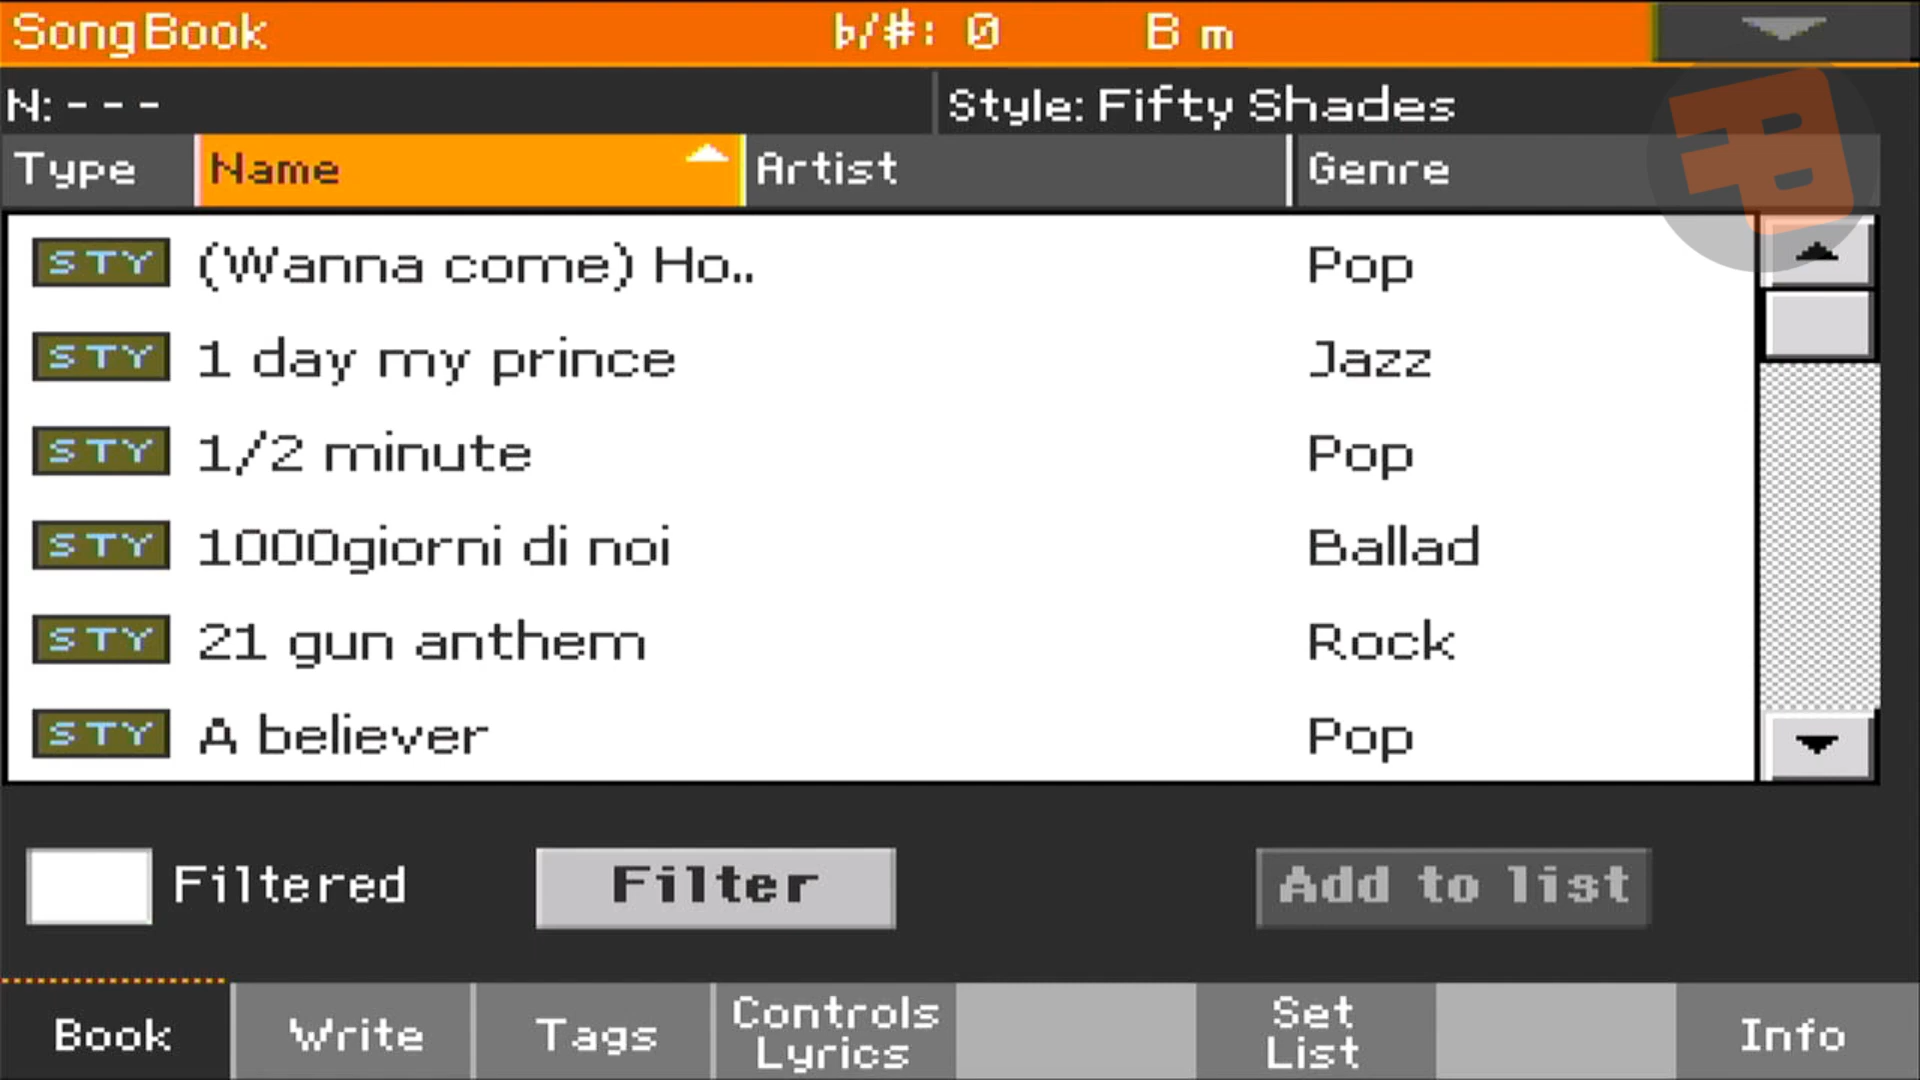 SongBook ♭/#: 0 B m
N: --- Style: Fifty Shades
Type Name Artist Genre
STY (Wanna come) Ho.. Pop
STY 1 day my prince Jazz
STY 1/2 minute Pop
STY 1000giorni di noi Ballad
STY 21 gun anthem Rock
STY A believer Pop
Filtered Filter Add to list
Book Write Tags Controls Lyrics Set List Info